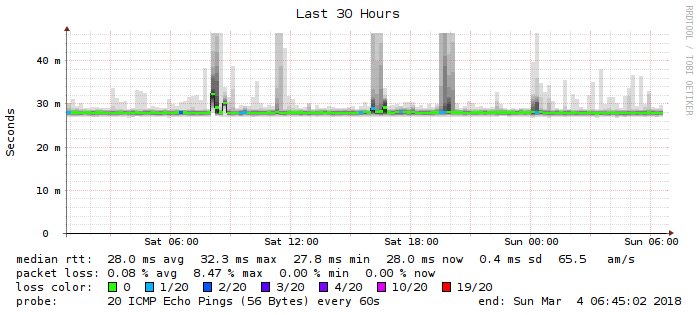 Last 30 Hours
RRDTOOL / TOBI OETIKER
Seconds
40 m
30 m
20 m
10 m
0
Sat 06:00 Sat 12:00 Sat 18:00 Sun 00:00 Sun 06:00
median rtt: 28.0 ms avg 32.3 ms max 27.8 ms min 28.0 ms now 0.4 ms sd 65.5 am/s
packet loss: 0.08 % avg 8.47 % max 0.00 % min 0.00 % now
loss color: 0 1/20 2/20 3/20 4/20 10/20 19/20
probe: 20 ICMP Echo Pings (56 Bytes) every 60s end: Sun Mar 4 06:45:02 2018